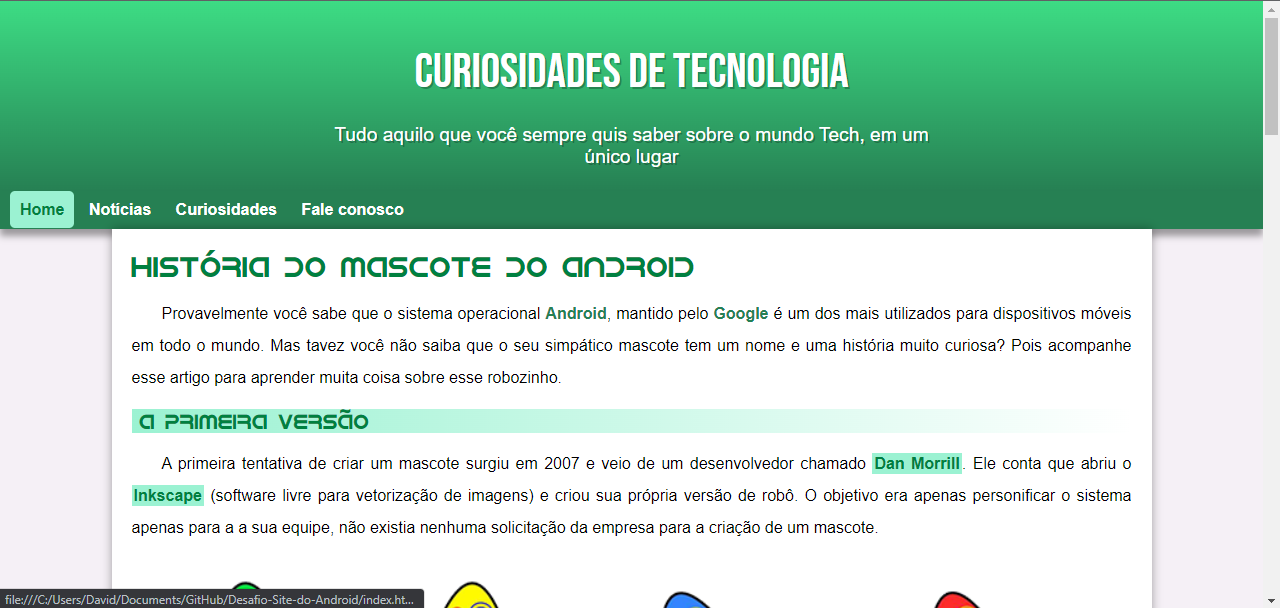 CURIOSIDADES DE TECNOLOGIA
Tudo aquilo que você sempre quis saber sobre o mundo Tech, em um
único lugar
Home Notícias Curiosidades Fale conosco
HISTÓRIA DO MASCOTE DO ANDROID
Provavelmente você sabe que o sistema operacional Android, mantido pelo Google é um dos mais utilizados para dispositivos móveis
em todo o mundo. Mas tavez você não saiba que o seu simpático mascote tem um nome e uma história muito curiosa? Pois acompanhe
esse artigo para aprender muita coisa sobre esse robozinho.
A PRIMEIRA VERSÃO
A primeira tentativa de criar um mascote surgiu em 2007 e veio de um desenvolvedor chamado Dan Morrill. Ele conta que abriu o
Inkscape (software livre para vetorização de imagens) e criou sua própria versão de robô. O objetivo era apenas personificar o sistema
apenas para a a sua equipe, não existia nenhuma solicitação da empresa para a criação de um mascote.
file:///C:/Users/David/Documents/GitHub/Desafio-Site-do-Android/index.ht...